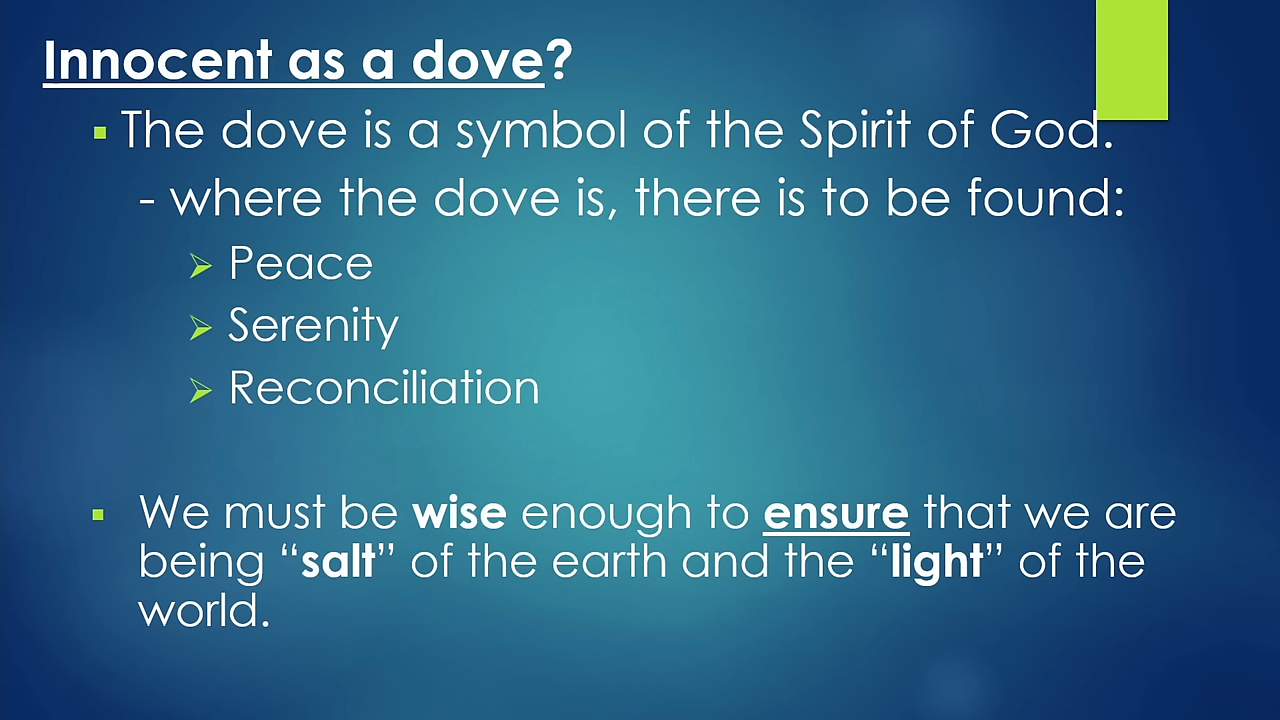 Innocent as a dove?
The dove is a symbol of the Spirit of God.
- where the dove is, there is to be found:
Peace
Serenity
Reconciliation
We must be wise enough to ensure that we are
being “salt” of the earth and the “light” of the
world.